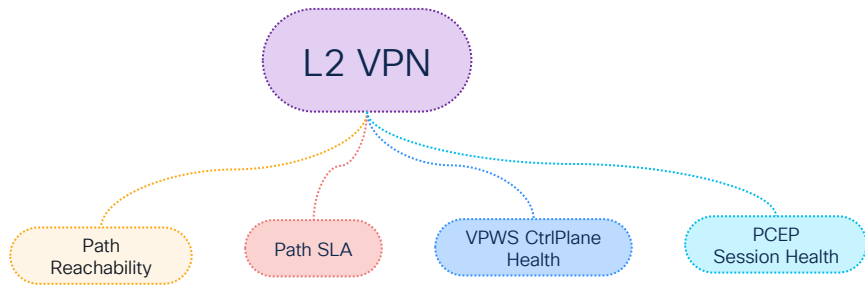 L2 VPN
Path
Reachability
Path SLA
VPWS CtrlPlane
Health
PCEP
Session Health